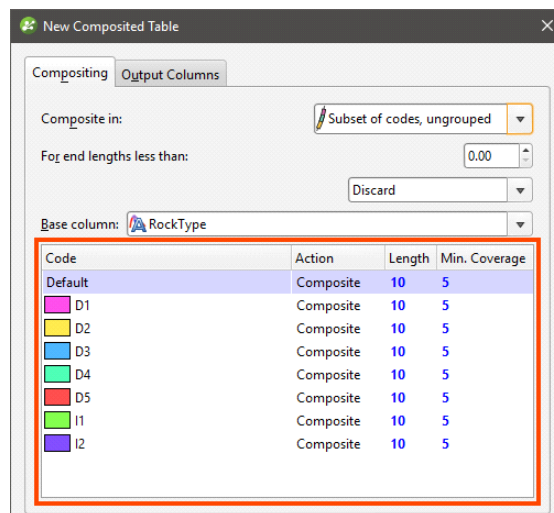 New Composited Table
Compositing Output Columns
Composite in: Subset of codes, ungrouped
For end lengths less than: 0.00
Discard
Base column: RockType
Code Action Length Min. Coverage
Default Composite 10 5
D1 Composite 10 5
D2 Composite 10 5
D3 Composite 10 5
D4 Composite 10 5
D5 Composite 10 5
I1 Composite 10 5
I2 Composite 10 5